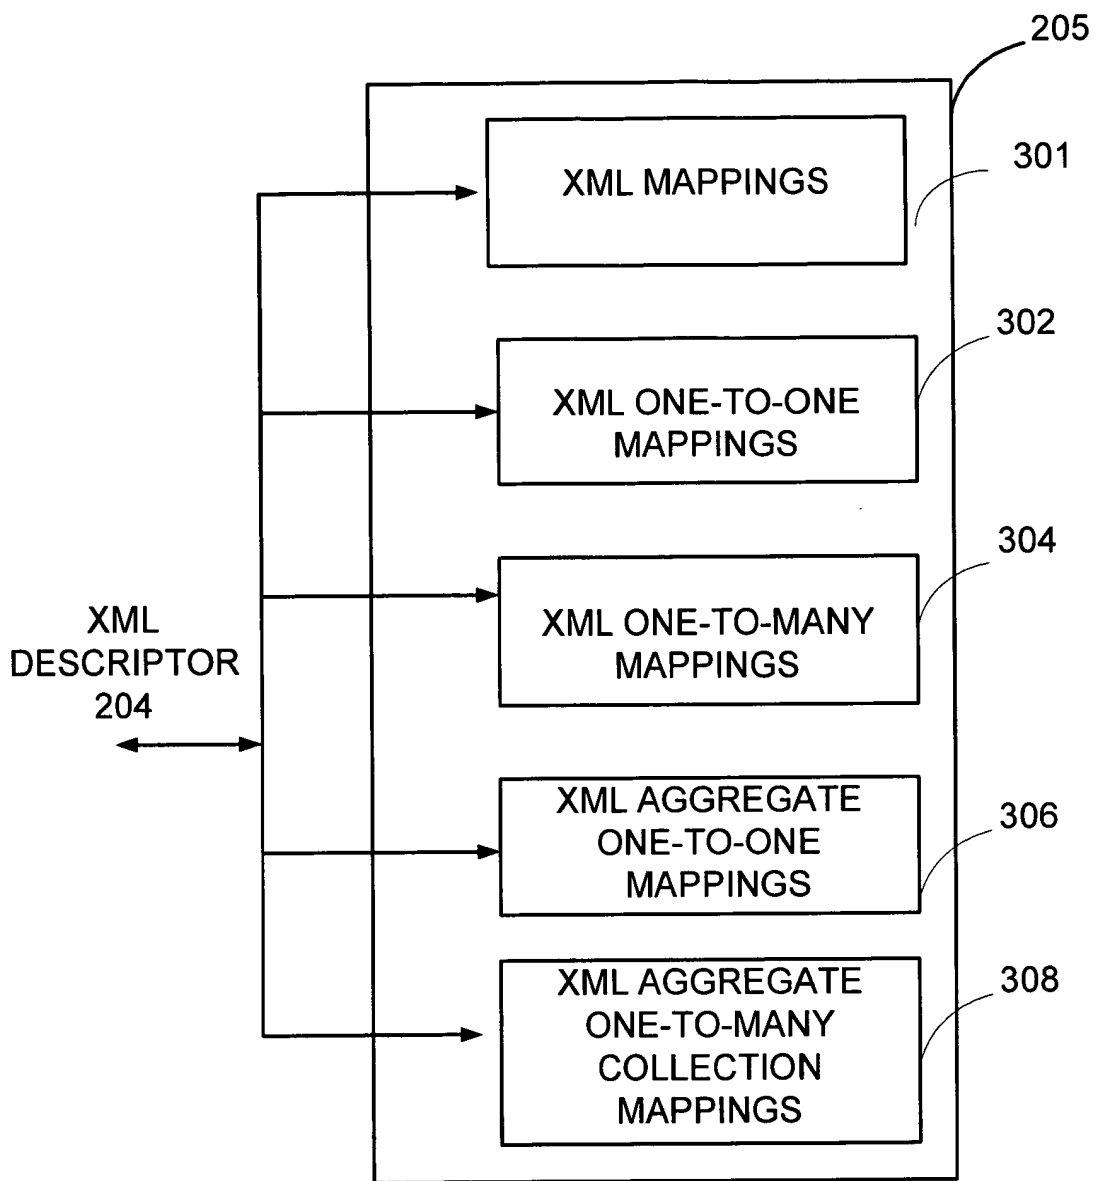 205
XML MAPPINGS
301
302
XML ONE-TO-ONE
MAPPINGS
304
XML ONE-TO-MANY
MAPPINGS
XML
DESCRIPTOR
204
XML AGGREGATE
ONE-TO-ONE
MAPPINGS
306
XML AGGREGATE
ONE-TO-MANY
COLLECTION
MAPPINGS
308